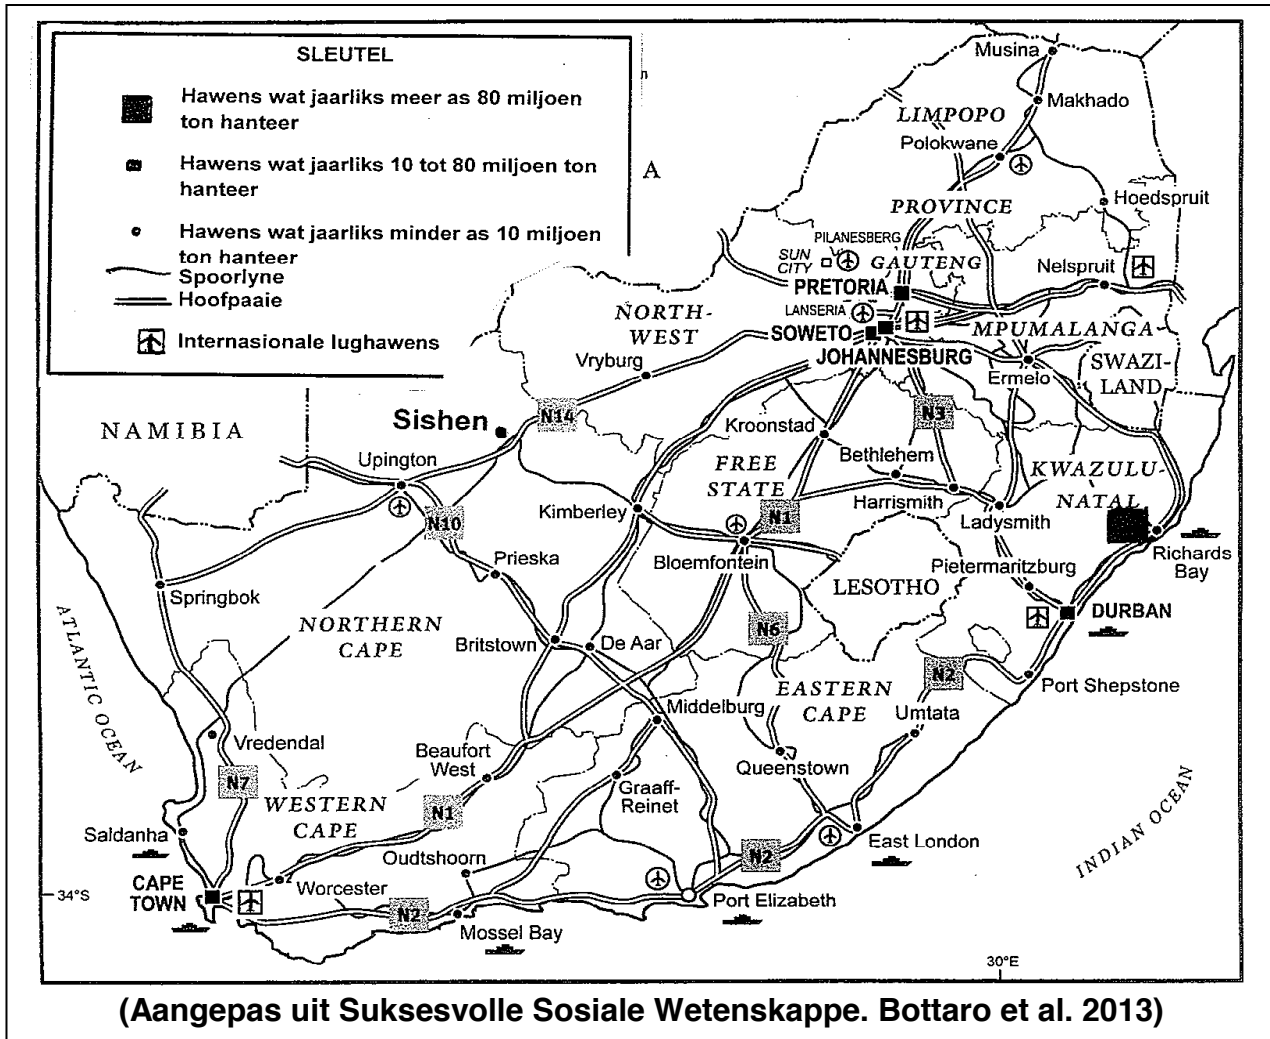 SLEUTEL
Hawens wat jaarliks meer as 80 miljoen
ton hanteer
Hawens wat jaarliks 10 tot 80 miljoen ton
hanteer
Hawens wat jaarliks minder as 10 miljoen
ton hanteer
Spoorlyne
Hoofpaaie
Internasionale lughawens
n
A
Musina
Makhado
LIMPOPO
Polokwane
Hoedspruit
PROVINCE
PILANESBERG
SUN
CITY
GAUTENG
Nelspruit
PRETORIA
LANSERIA
NORTH-
WEST
SOWETO
MPUMALANGA
JOHANNESBURG
SWAZI-
LAND
Vryburg
Ermelo
N14
N3
Sishen
Kroonstad
NAMIBIA
Upington
Bethlehem
FREE
STATE
KWAZULU-
NATAL
Harrismith
Kimberley
N10
N1
Ladysmith
Bloemfontein
Richards
Bay
Prieska
Pietermaritzburg
LESOTHO
Springbok
DURBAN
ATLANTIC OCEAN
NORTHERN
CAPE
N6
Britstown
De Aar
N2
Port Shepstone
EASTERN
CAPE
Middelburg
Umtata
Vredendal
Beaufort
West
Queenstown
N7
Graaff-
Reinet
WESTERN
CAPE
N1
INDIAN OCEAN
Saldanha
East London
Oudtshoorn
N2
34°S
CAPE
TOWN
Worcester
Port Elizabeth
N2
Mossel Bay
30°E
(Aangepas uit Suksesvolle Sosiale Wetenskappe. Bottaro et al. 2013)